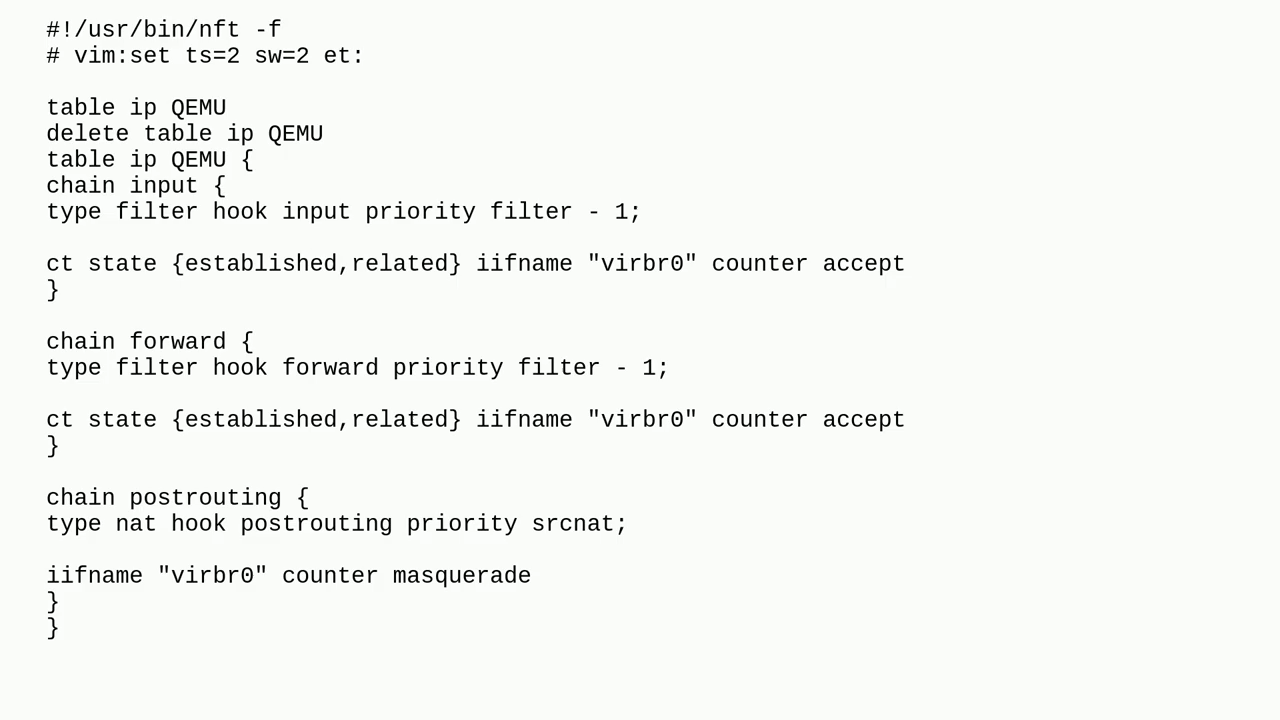 #!/usr/bin/nft -f
# vim:set ts=2 sw=2 et:
table ip QEMU
delete table ip QEMU
table ip QEMU {
chain input {
type filter hook input priority filter - 1;
ct state {established,related} iifname "virbr0" counter accept
}
chain forward {
type filter hook forward priority filter - 1;
ct state {established,related} iifname "virbr0" counter accept
}
chain postrouting {
type nat hook postrouting priority srcnat;
iifname "virbr0" counter masquerade
}
}